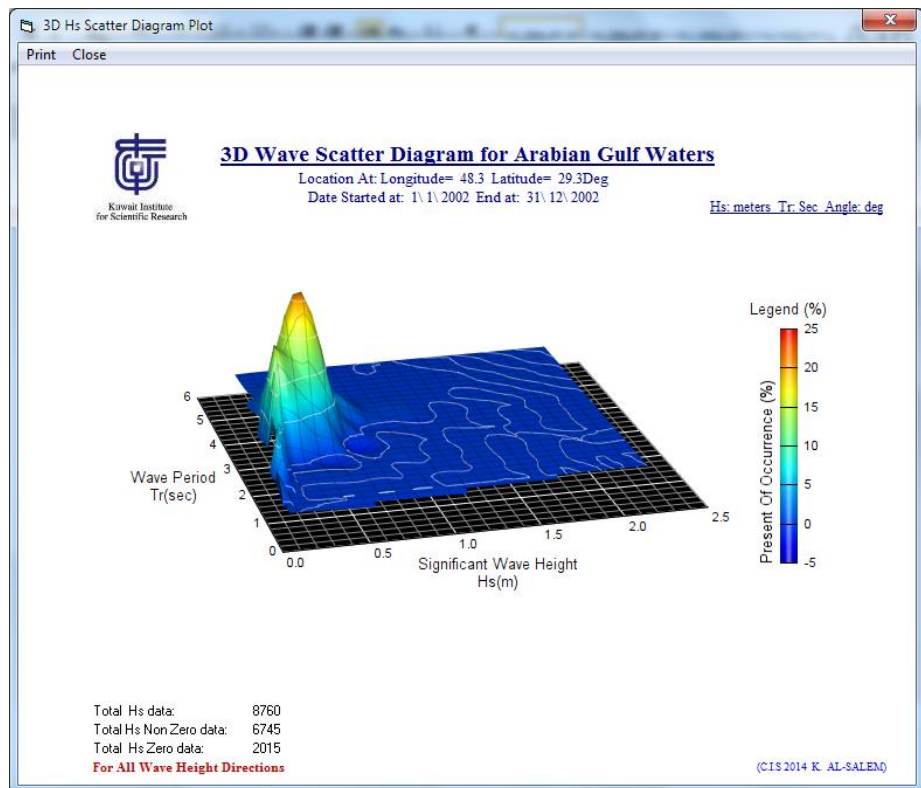 3D Hs Scatter Diagram Plot
Print Close
Kuwait Institute
for Scientific Research
3D Wave Scatter Diagram for Arabian Gulf Waters
Location At: Longitude= 48.3 Latitude= 29.3Deg
Date Started at: 1\ 1\ 2002 End at: 31\ 12\ 2002
Hs: meters Tr: Sec Angle: deg
Legend (%)
25
20
15
10
5
0
-5
Present Of Occurrence (%)
6
5
4
3
2
1
0
Wave Period
Tr(sec)
0.0
0.5
1.0
1.5
2.0
2.5
Significant Wave Height
Hs(m)
Total Hs data: 8760
Total Hs Non Zero data: 6745
Total Hs Zero data: 2015
For All Wave Height Directions
(C.I.S 2014 K. AL-SALEM)